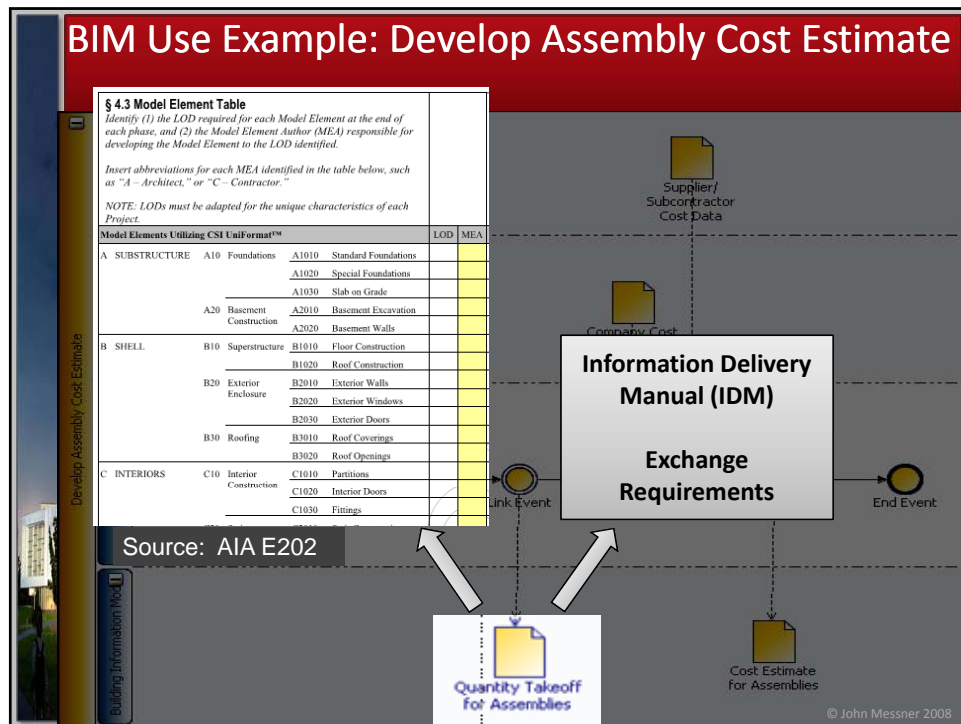 BIM Use Example: Develop Assembly Cost Estimate
§ 4.3 Model Element Table
Identify (1) the LOD required for each Model Element at the end of
each phase, and (2) the Model Element Author (MEA) responsible for
developing the Model Element to the LOD identified.
Insert abbreviations for each MEA identified in the table below, such
as “A – Architect,” or “C – Contractor.”
NOTE: LODs must be adapted for the unique characteristics of each
Project.
Model Elements Utilizing CSI UniFormat™ LOD MEA
A SUBSTRUCTURE A10 Foundations A1010 Standard Foundations
A1020 Special Foundations
A1030 Slab on Grade
A20 Basement Construction A2010 Basement Excavation
A2020 Basement Walls
B SHELL B10 Superstructure B1010 Floor Construction
B1020 Roof Construction
B20 Exterior Enclosure B2010 Exterior Walls
B2020 Exterior Windows
B2030 Exterior Doors
B30 Roofing B3010 Roof Coverings
B3020 Roof Openings
C INTERIORS C10 Interior Construction C1010 Partitions
C1020 Interior Doors
C1030 Fittings
Source: AIA E202
Develop Assembly Cost Estimate
Supplier/
Subcontractor
Cost Data
Company Cost
Information Delivery
Manual (IDM)
Exchange
Requirements
Link Event
End Event
Quantity Takeoff
for Assemblies
Cost Estimate
for Assemblies
Building Information
© John Messner 2008